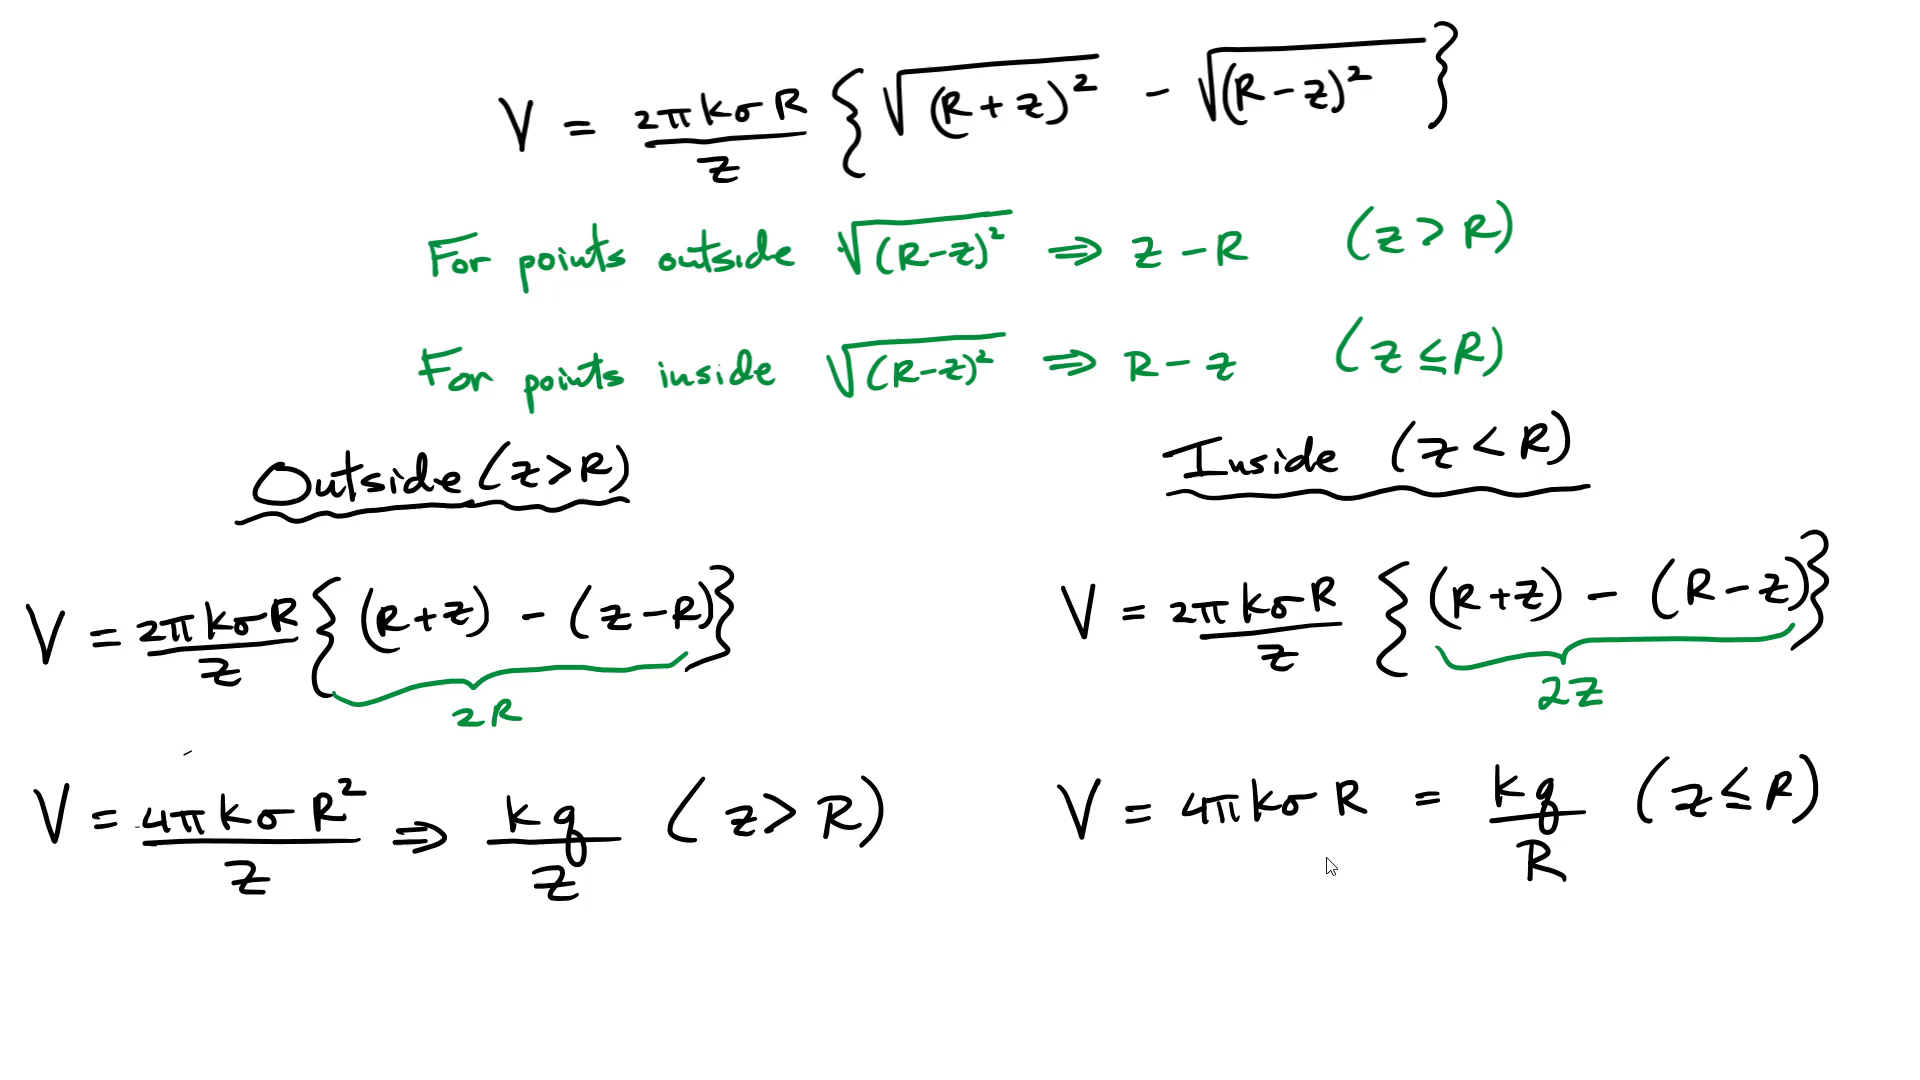 V = 2πkσR/z { √(R+z)² − √(R−z)² }
For points outside √(R−z)² ⇒ z − R (z > R)
For points inside √(R−z)² ⇒ R − z (z ≤ R)
Outside (z>R)
Inside (z < R)
V = 2πkσR/z { (R+z) − (z−R) }
2R
V = 2πkσR/z { (R+z) − (R−z) }
2z
V = 4πkσR²/z ⇒ kq/z (z > R)
V = 4πkσR = kq/R (z ≤ R)